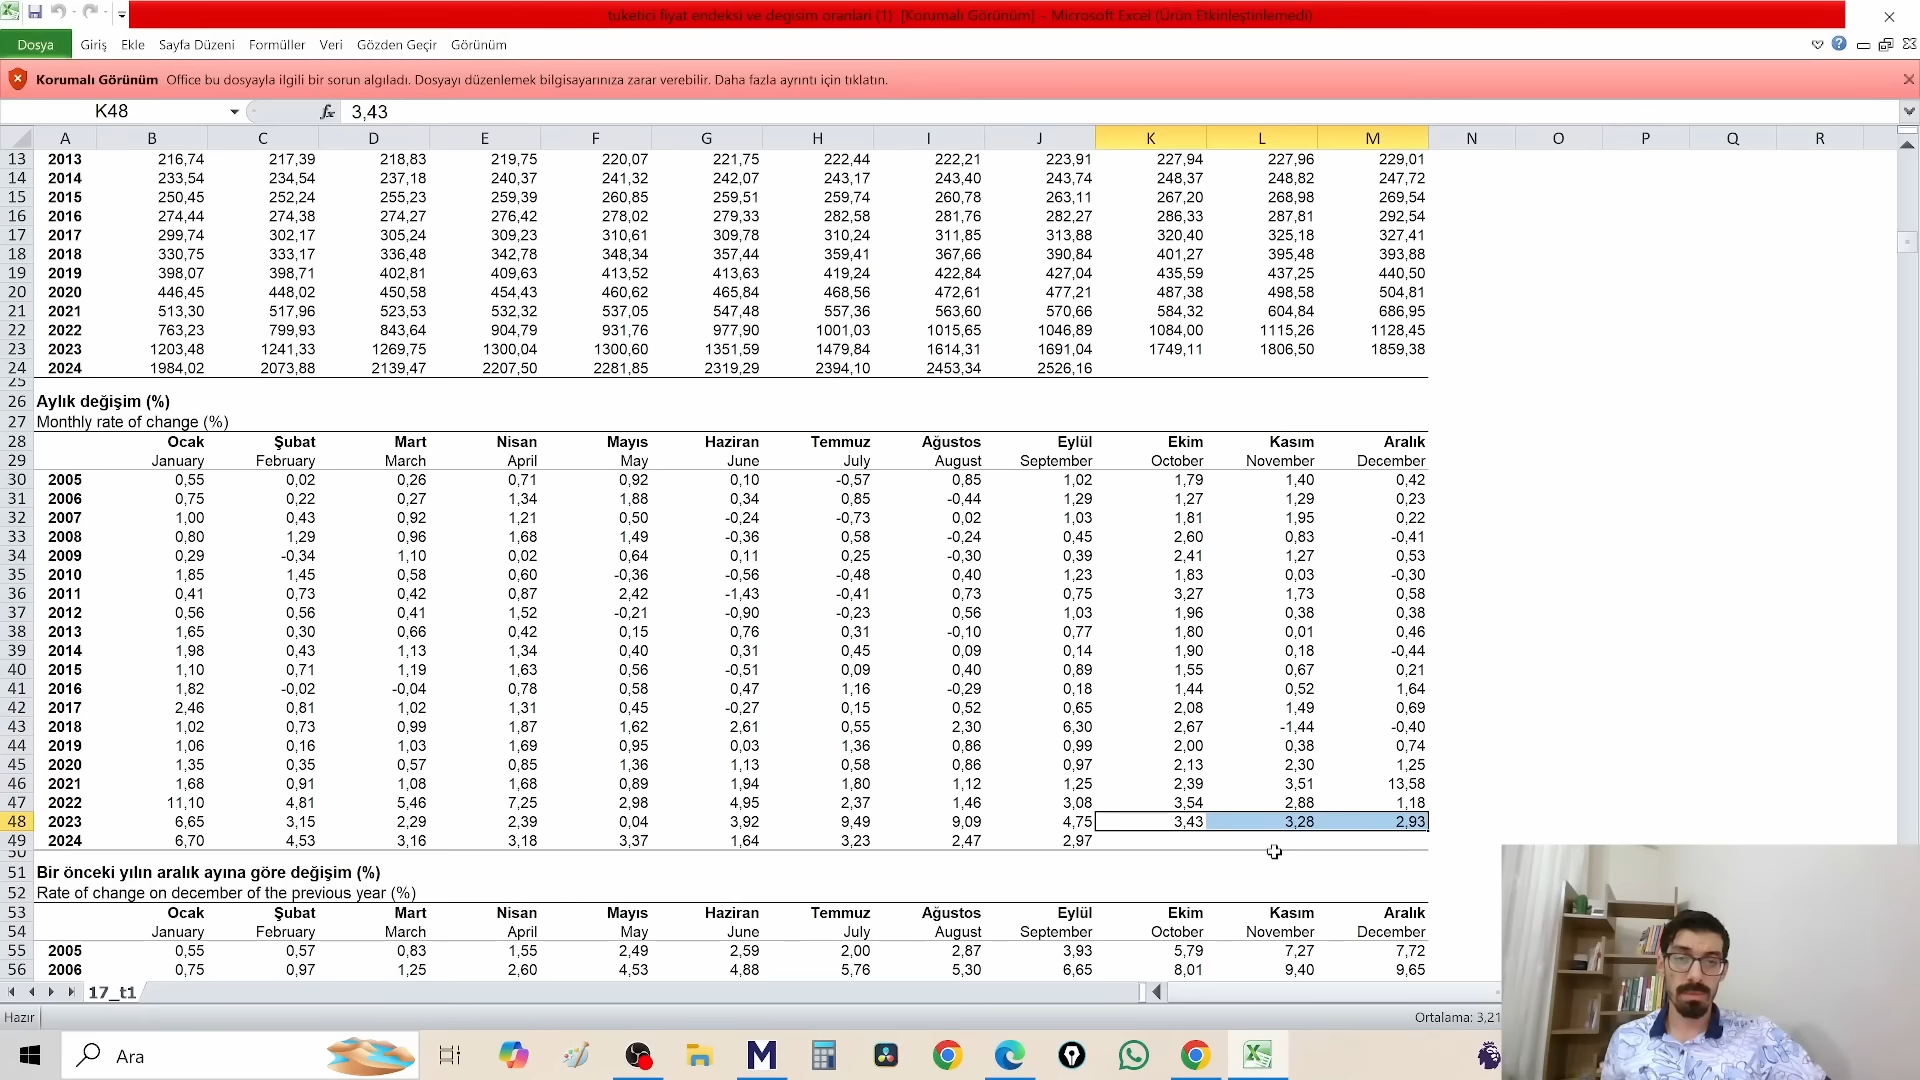 tuketici fiyat endeksi ve degisim oranlari (1) [Korumalı Görünüm] - Microsoft Excel (Ürün Etkinleştirilemedi)
Dosya Giriş Ekle Sayfa Düzeni Formüller Veri Gözden Geçir Görünüm
Korumalı Görünüm Office bu dosyayla ilgili bir sorun algıladı. Dosyayı düzenlemek bilgisayarınıza zarar verebilir. Daha fazla ayrıntı için tıklatın.
K48 fx 3,43
A B C D E F G H I J K L M N O P Q R
13 2013 216,74 217,39 218,83 219,75 220,07 221,75 222,44 222,21 223,91 227,94 227,96 229,01
14 2014 233,54 234,54 237,18 240,37 241,32 242,07 243,17 243,40 243,74 248,37 248,82 247,72
15 2015 250,45 252,24 255,23 259,39 260,85 259,51 259,74 260,78 263,11 267,20 268,98 269,54
16 2016 274,44 274,38 274,27 276,42 278,02 279,33 282,58 281,76 282,27 286,33 287,81 292,54
17 2017 299,74 302,17 305,24 309,23 310,61 309,78 310,24 311,85 313,88 320,40 325,18 327,41
18 2018 330,75 333,17 336,48 342,78 348,34 357,44 359,41 367,66 390,84 401,27 395,48 393,88
19 2019 398,07 398,71 402,81 409,63 413,52 413,63 419,24 422,84 427,04 435,59 437,25 440,50
20 2020 446,45 448,02 450,58 454,43 460,62 465,84 468,56 472,61 477,21 487,38 498,58 504,81
21 2021 513,30 517,96 523,53 532,32 537,05 547,48 557,36 563,60 570,66 584,32 604,84 686,95
22 2022 763,23 799,93 843,64 904,79 931,76 977,90 1001,03 1015,65 1046,89 1084,00 1115,26 1128,45
23 2023 1203,48 1241,33 1269,75 1300,04 1300,60 1351,59 1479,84 1614,31 1691,04 1749,11 1806,50 1859,38
24 2024 1984,02 2073,88 2139,47 2207,50 2281,85 2319,29 2394,10 2453,34 2526,16
25
26 Aylık değişim (%)
27 Monthly rate of change (%)
28 Ocak Şubat Mart Nisan Mayıs Haziran Temmuz Ağustos Eylül Ekim Kasım Aralık
29 January February March April May June July August September October November December
30 2005 0,55 0,02 0,26 0,71 0,92 0,10 -0,57 0,85 1,02 1,79 1,40 0,42
31 2006 0,75 0,22 0,27 1,34 1,88 0,34 0,85 -0,44 1,29 1,27 1,29 0,23
32 2007 1,00 0,43 0,92 1,21 0,50 -0,24 -0,73 0,02 1,03 1,81 1,95 0,22
33 2008 0,80 1,29 0,96 1,68 1,49 -0,36 0,58 -0,24 0,45 2,60 0,83 -0,41
34 2009 0,29 -0,34 1,10 0,02 0,64 0,11 0,25 -0,30 0,39 2,41 1,27 0,53
35 2010 1,85 1,45 0,58 0,60 -0,36 -0,56 -0,48 0,40 1,23 1,83 0,03 -0,30
36 2011 0,41 0,73 0,42 0,87 2,42 -1,43 -0,41 0,73 0,75 3,27 1,73 0,58
37 2012 0,56 0,56 0,41 1,52 -0,21 -0,90 -0,23 0,56 1,03 1,96 0,38 0,38
38 2013 1,65 0,30 0,66 0,42 0,15 0,76 0,31 -0,10 0,77 1,80 0,01 0,46
39 2014 1,98 0,43 1,13 1,34 0,40 0,31 0,45 0,09 0,14 1,90 0,18 -0,44
40 2015 1,10 0,71 1,19 1,63 0,56 -0,51 0,09 0,40 0,89 1,55 0,67 0,21
41 2016 1,82 -0,02 -0,04 0,78 0,58 0,47 1,16 -0,29 0,18 1,44 0,52 1,64
42 2017 2,46 0,81 1,02 1,31 0,45 -0,27 0,15 0,52 0,65 2,08 1,49 0,69
43 2018 1,02 0,73 0,99 1,87 1,62 2,61 0,55 2,30 6,30 2,67 -1,44 -0,40
44 2019 1,06 0,16 1,03 1,69 0,95 0,03 1,36 0,86 0,99 2,00 0,38 0,74
45 2020 1,35 0,35 0,57 0,85 1,36 1,13 0,58 0,86 0,97 2,13 2,30 1,25
46 2021 1,68 0,91 1,08 1,68 0,89 1,94 1,80 1,12 1,25 2,39 3,51 13,58
47 2022 11,10 4,81 5,46 7,25 2,98 4,95 2,37 1,46 3,08 3,54 2,88 1,18
48 2023 6,65 3,15 2,29 2,39 0,04 3,92 9,49 9,09 4,75 3,43 3,28 2,93
49 2024 6,70 4,53 3,16 3,18 3,37 1,64 3,23 2,47 2,97
50
51 Bir önceki yılın aralık ayına göre değişim (%)
52 Rate of change on december of the previous year (%)
53 Ocak Şubat Mart Nisan Mayıs Haziran Temmuz Ağustos Eylül Ekim Kasım Aralık
54 January February March April May June July August September October November December
55 2005 0,55 0,57 0,83 1,55 2,49 2,59 2,00 2,87 3,93 5,79 7,27 7,72
56 2006 0,75 0,97 1,25 2,60 4,53 4,88 5,76 5,30 6,65 8,01 9,40 9,65
17_t1
Hazır Ortalama: 3,21
Ara